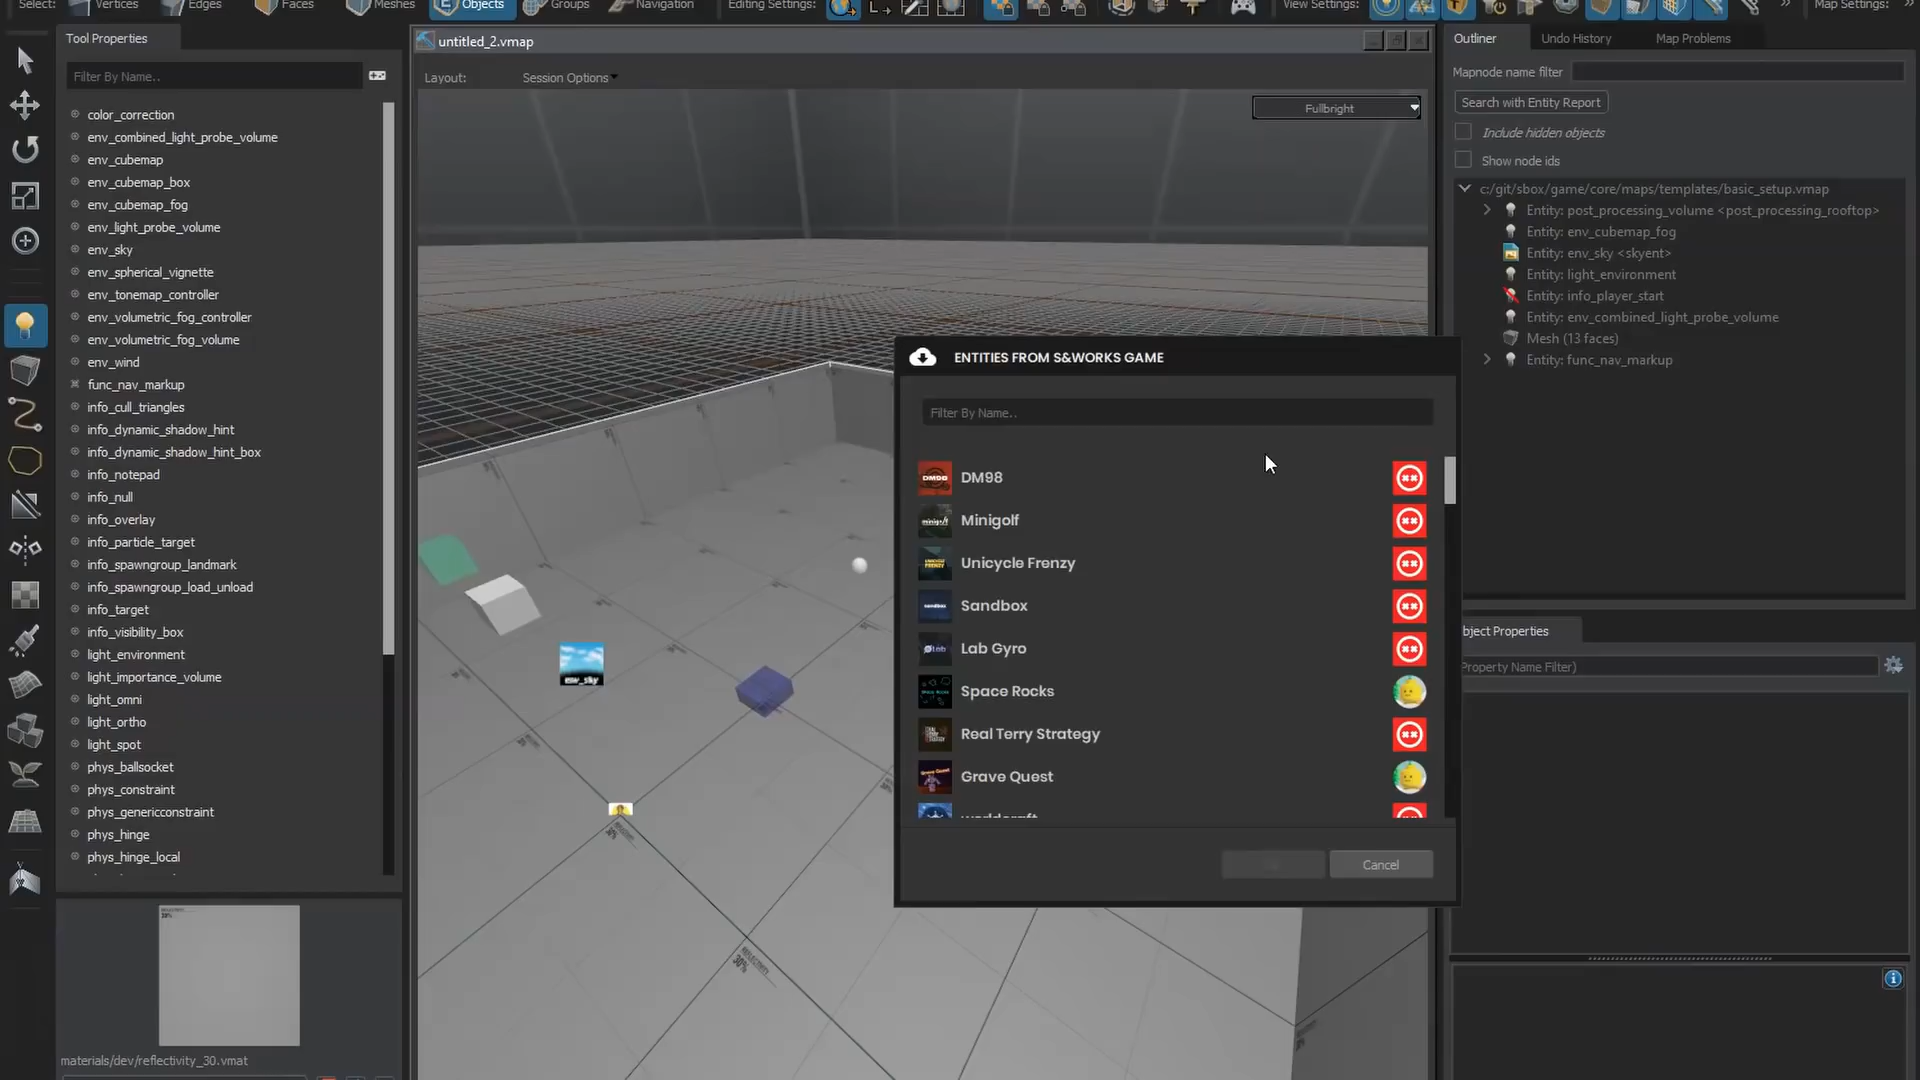 Select:
Vertices
Edges
Faces
Meshes
Objects
Groups
Navigation
Editing Settings:
View Settings:
Map Settings:
Tool Properties
Filter By Name..
color_correction
env_combined_light_probe_volume
env_cubemap
env_cubemap_box
env_cubemap_fog
env_light_probe_volume
env_sky
env_spherical_vignette
env_tonemap_controller
env_volumetric_fog_controller
env_volumetric_fog_volume
env_wind
func_nav_markup
info_cull_triangles
info_dynamic_shadow_hint
info_dynamic_shadow_hint_box
info_notepad
info_null
info_overlay
info_particle_target
info_spawngroup_landmark
info_spawngroup_load_unload
info_target
info_visibility_box
light_environment
light_importance_volume
light_omni
light_ortho
light_spot
phys_ballsocket
phys_constraint
phys_genericconstraint
phys_hinge
phys_hinge_local
30%
materials/dev/reflectivity_30.vmat
untitled_2.vmap
Layout:
Session Options
Fullbright
env_sky
30%
REFLECTIVITY
30%
ENTITIES FROM S&WORKS GAME
Filter By Name..
DM98
Minigolf
Unicycle Frenzy
Sandbox
Lab Gyro
Space Rocks
Real Terry Strategy
Grave Quest
worldcraft
Cancel
Outliner
Undo History
Map Problems
Mapnode name filter
Search with Entity Report
Include hidden objects
Show node ids
c:/git/sbox/game/core/maps/templates/basic_setup.vmap
Entity: post_processing_volume <post_processing_rooftop>
Entity: env_cubemap_fog
Entity: env_sky <skyent>
Entity: light_environment
Entity: info_player_start
Entity: env_combined_light_probe_volume
Mesh (13 faces)
Entity: func_nav_markup
bject Properties
Property Name Filter)